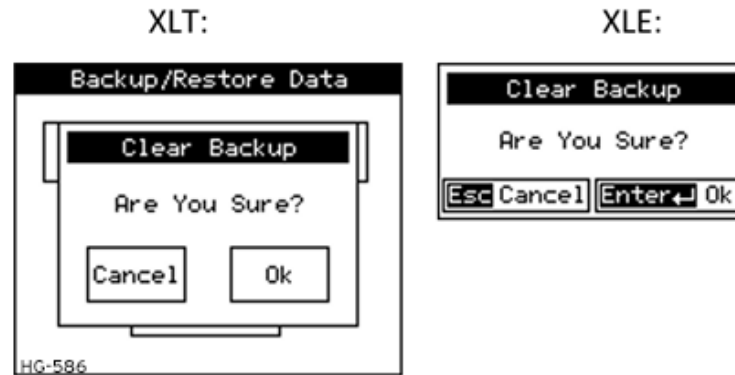 XLT:
Backup/Restore Data
Clear Backup
Are You Sure?
Cancel Ok
HG-586
XLE:
Clear Backup
Are You Sure?
Esc Cancel Enter↵ Ok